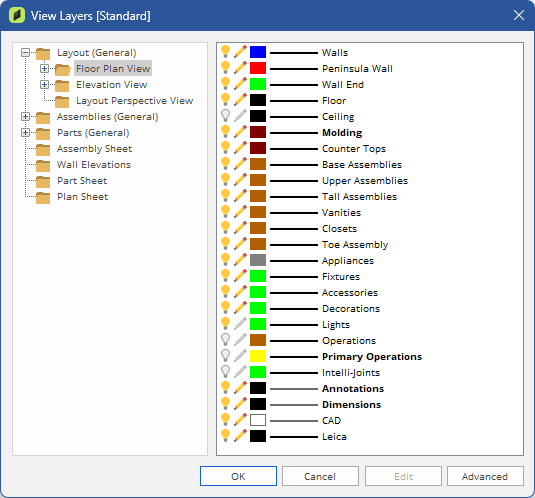 View Layers [Standard]
Layout (General)
Floor Plan View
Elevation View
Layout Perspective View
Assemblies (General)
Parts (General)
Assembly Sheet
Wall Elevations
Part Sheet
Plan Sheet
Walls
Peninsula Wall
Wall End
Floor
Ceiling
Molding
Counter Tops
Base Assemblies
Upper Assemblies
Tall Assemblies
Vanities
Closets
Toe Assembly
Appliances
Fixtures
Accessories
Decorations
Lights
Operations
Primary Operations
Intelli-Joints
Annotations
Dimensions
CAD
Leica
OK
Cancel
Edit
Advanced